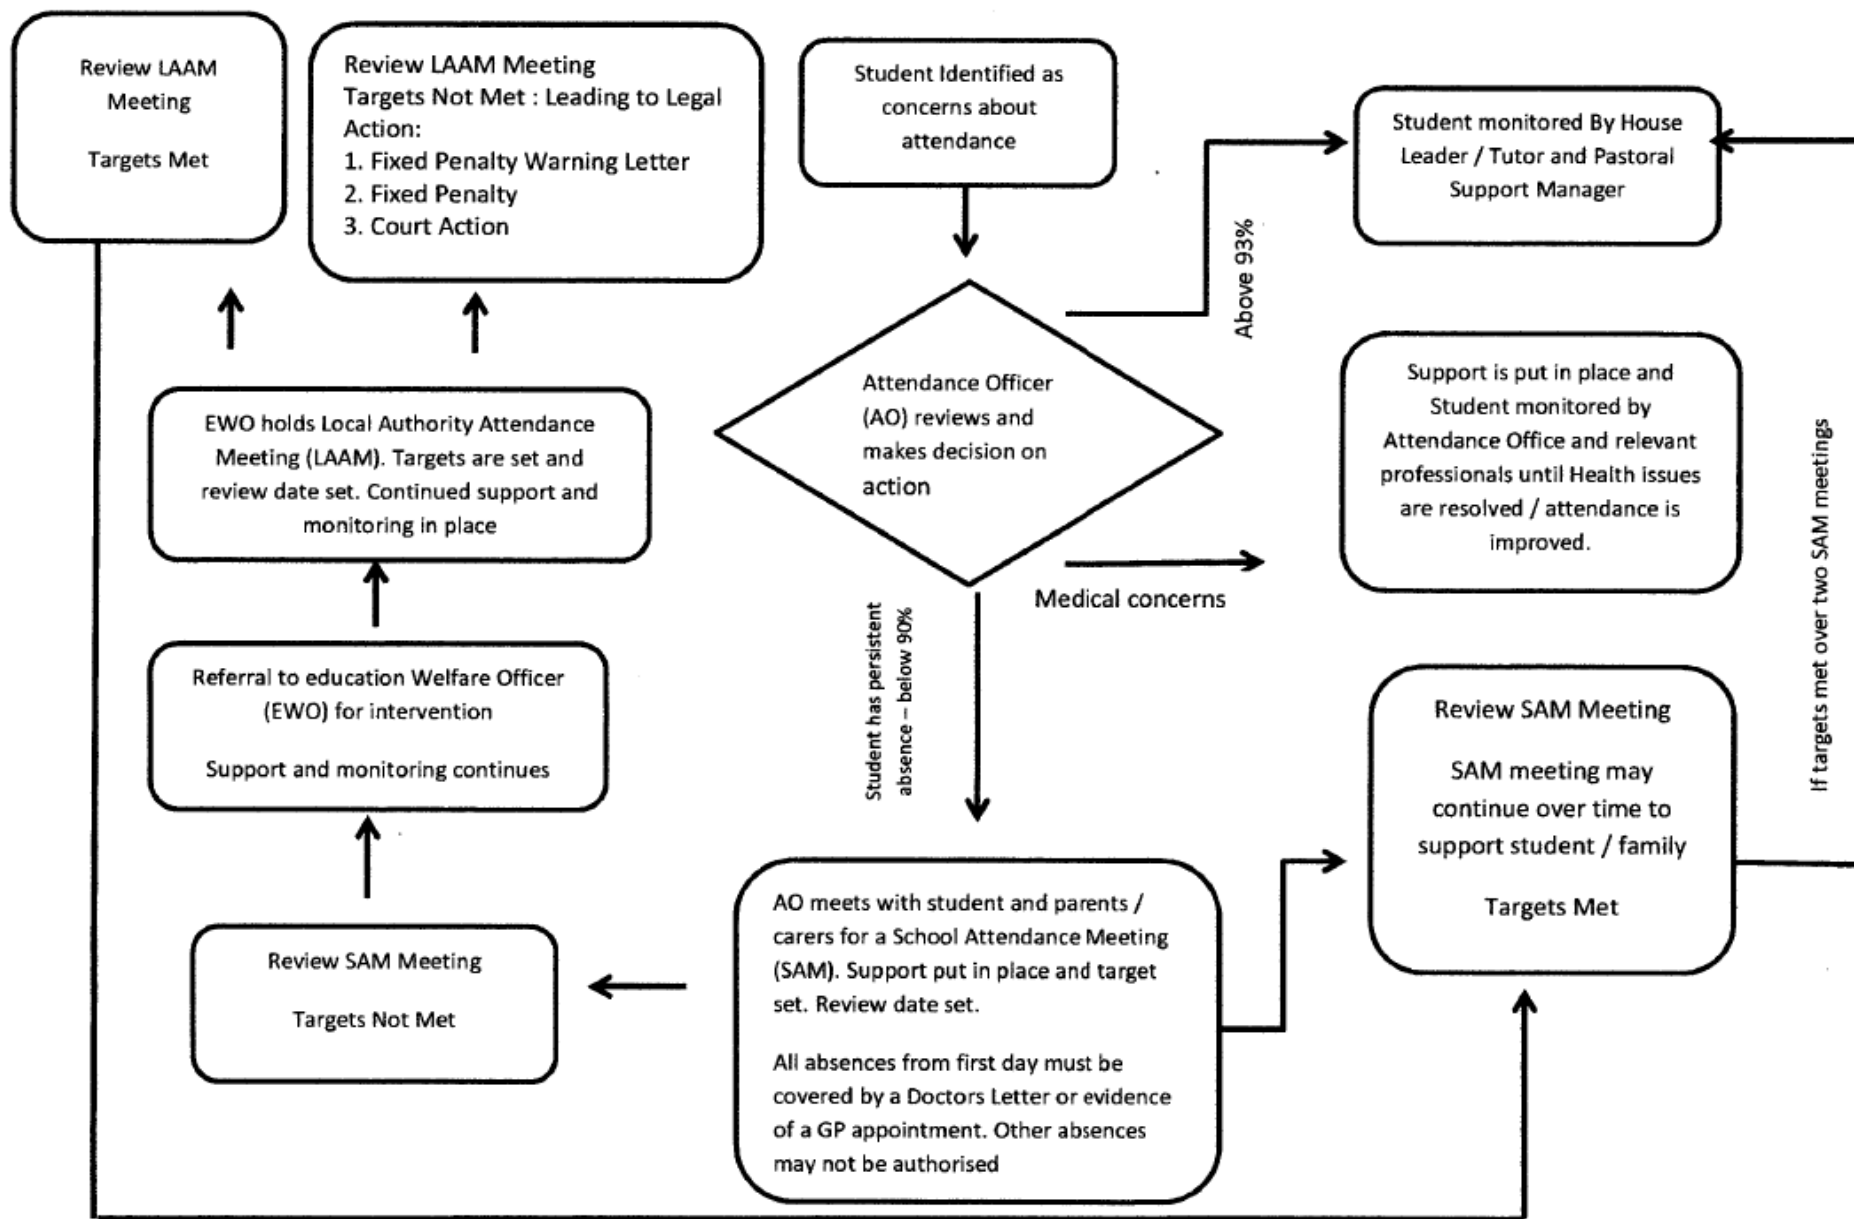 Review LAAM
Meeting
Targets Met
Review LAAM Meeting
Targets Not Met : Leading to Legal
Action:
1. Fixed Penalty Warning Letter
2. Fixed Penalty
3. Court Action
Student Identified as
concerns about
attendance
Student monitored By House
Leader / Tutor and Pastoral
Support Manager
Above 93%
Attendance Officer
(AO) reviews and
makes decision on
action
Support is put in place and
Student monitored by
Attendance Office and relevant
professionals until Health issues
are resolved / attendance is
improved.
Medical concerns
If targets met over two SAM meetings
EWO holds Local Authority Attendance
Meeting (LAAM). Targets are set and
review date set. Continued support and
monitoring in place
Student has persistent
absence – below 90%
Referral to education Welfare Officer
(EWO) for intervention
Support and monitoring continues
Review SAM Meeting
SAM meeting may
continue over time to
support student / family
Targets Met
Review SAM Meeting
Targets Not Met
AO meets with student and parents /
carers for a School Attendance Meeting
(SAM). Support put in place and target
set. Review date set.
All absences from first day must be
covered by a Doctors Letter or evidence
of a GP appointment. Other absences
may not be authorised